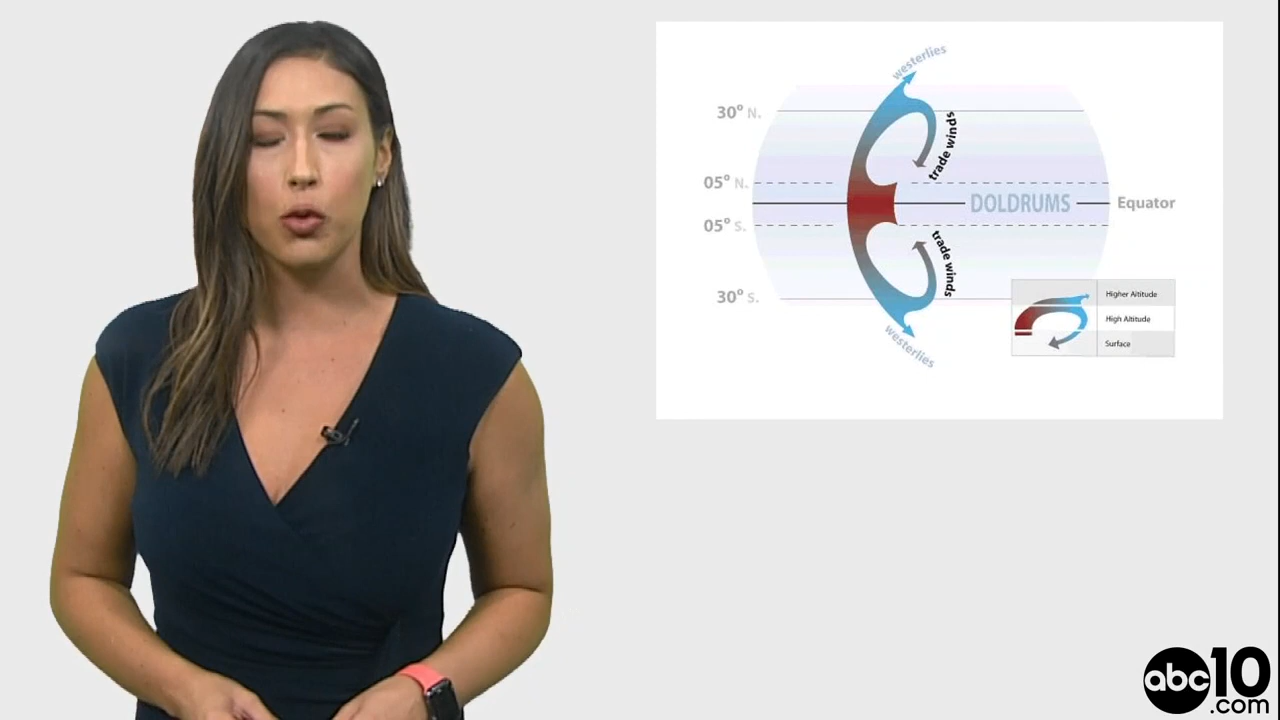 westerlies
30° N.
trade winds
05° N.
DOLDRUMS
Equator
05° S.
trade winds
30° S.
westerlies
Higher Altitude
High Altitude
Surface
abc10
.com